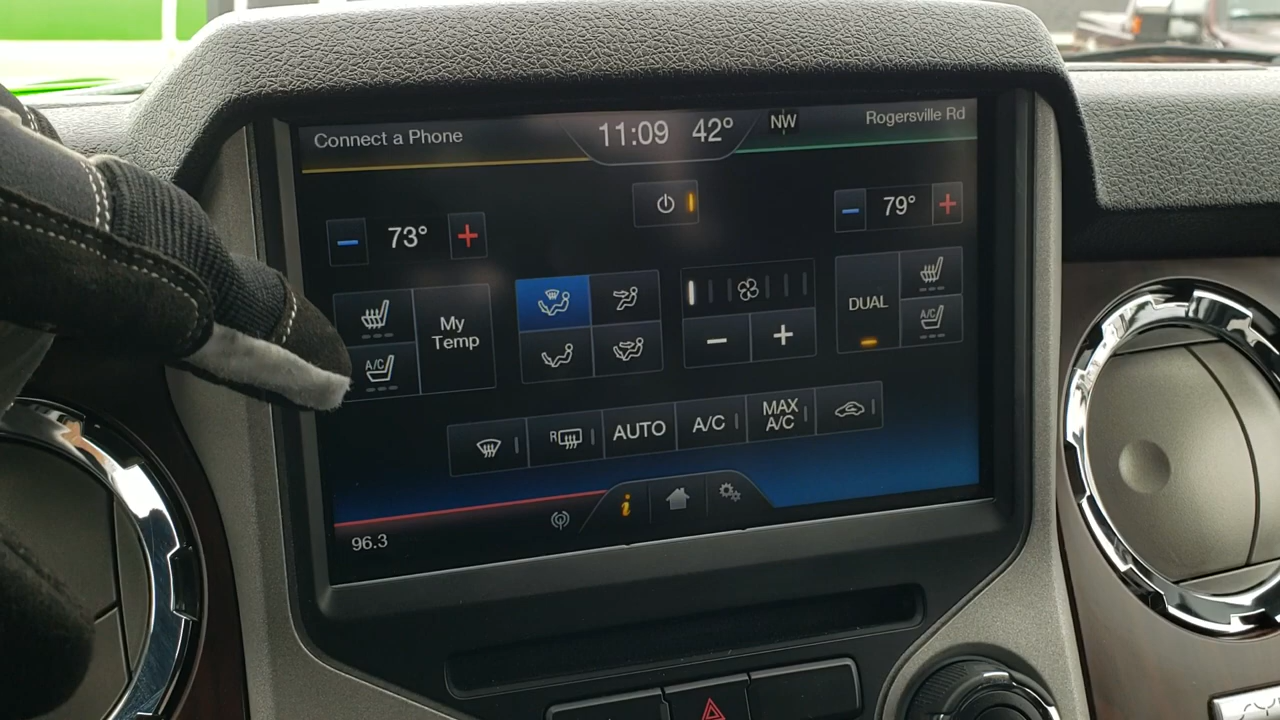 Connect a Phone
11:09 42°
NW
Rogersville Rd
73°
79°
My
Temp
DUAL
A/C
A/C
R
AUTO
A/C
MAX
A/C
i
96.3